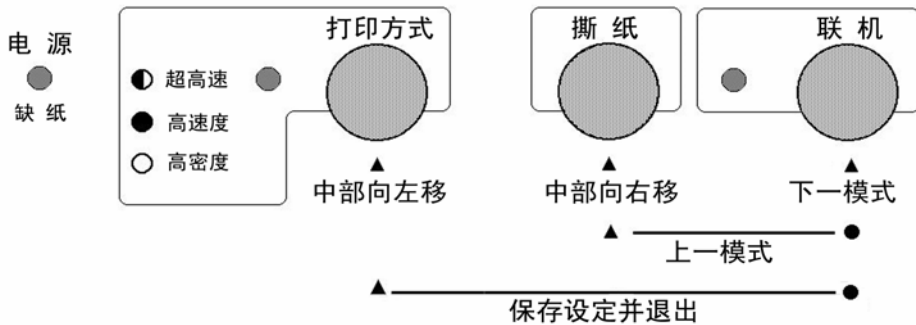 打印方式
撕 纸
联 机
电 源
缺 纸
超高速
高速度
高密度
中部向左移
中部向右移
下一模式
上一模式
保存设定并退出